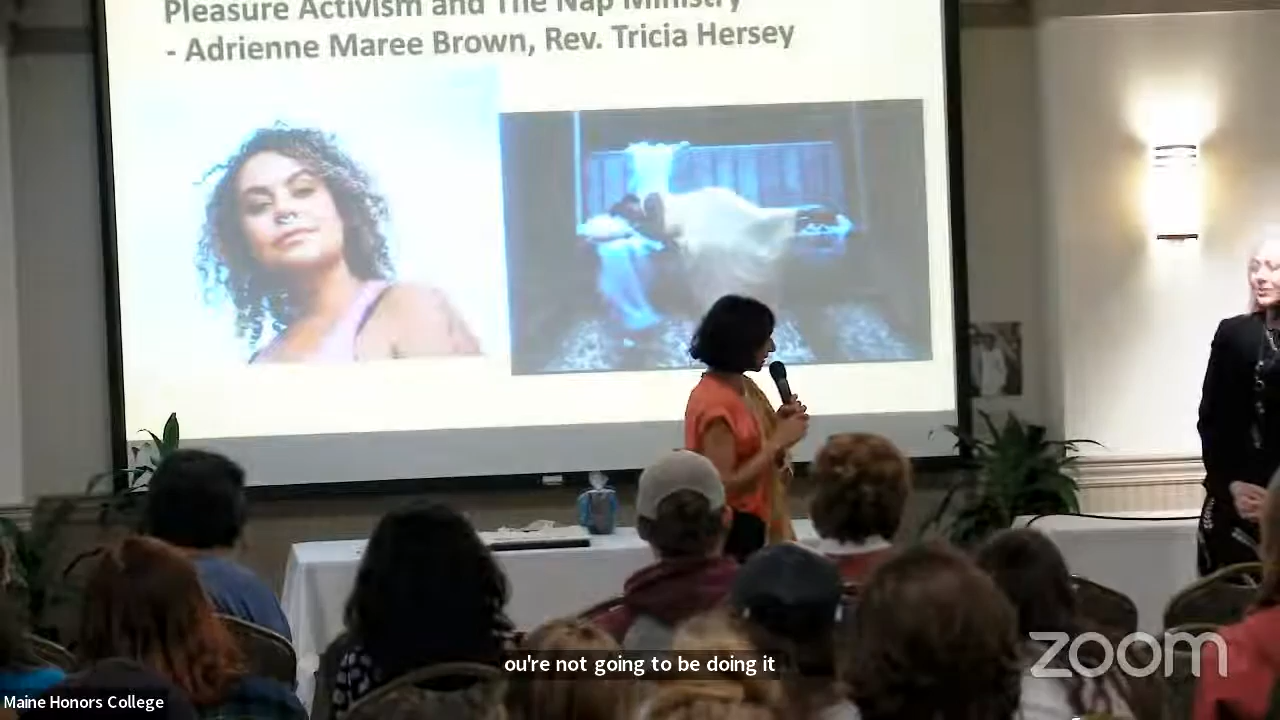 Pleasure Activism and The Nap Ministry
- Adrienne Maree Brown, Rev. Tricia Hersey
ou're not going to be doing it
zoom
Maine Honors College